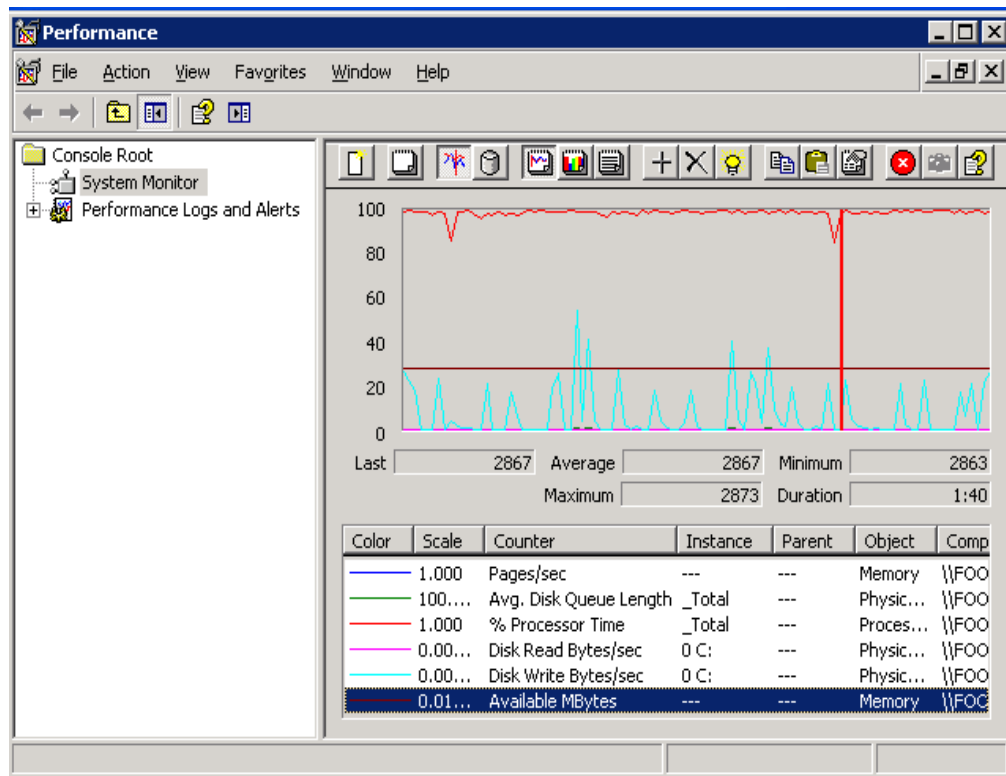 Performance
File Action View Favorites Window Help
Console Root
System Monitor
Performance Logs and Alerts
100
80
60
40
20
0
Last 2867 Average 2867 Minimum 2863
Maximum 2873 Duration 1:40
Color Scale Counter Instance Parent Object Comp
1.000 Pages/sec --- --- Memory \\FOO
100.... Avg. Disk Queue Length _Total --- Physic... \\FOO
1.000 % Processor Time _Total --- Proces... \\FOO
0.00... Disk Read Bytes/sec 0 C: --- Physic... \\FOO
0.00... Disk Write Bytes/sec 0 C: --- Physic... \\FOO
0.01... Available MBytes --- --- Memory \\FOO